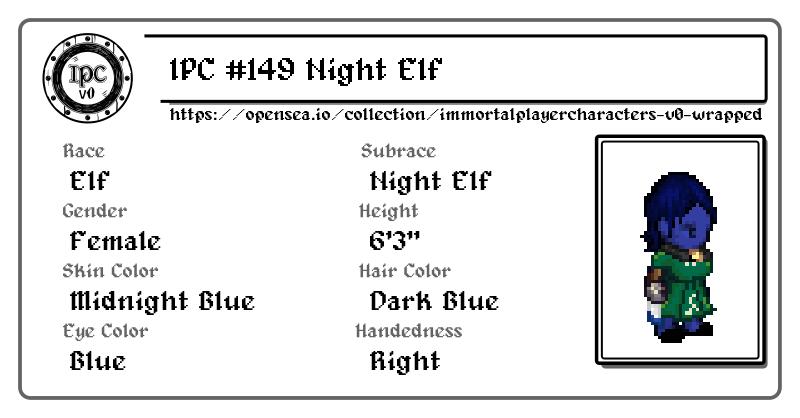 IPC
v0
IPC #149 Night Elf
https://opensea.io/collection/immortalplayercharacters-v0-wrapped
Race
Elf
Subrace
Night Elf
Gender
Female
Height
6'3"
Skin Color
Midnight Blue
Hair Color
Dark Blue
Eye Color
Blue
Handedness
Right